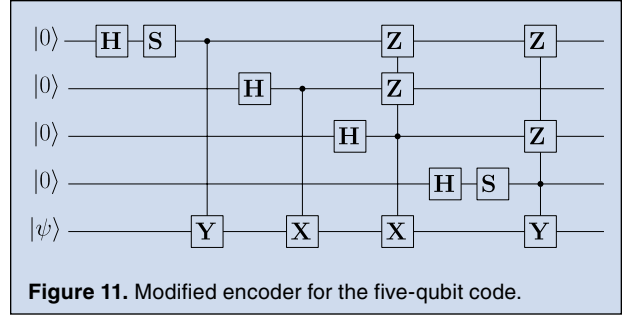 |0⟩ H S Z Z
|0⟩ H Z
|0⟩ H Z
|0⟩ H S
|ψ⟩ Y X X Y
Figure 11. Modified encoder for the five-qubit code.